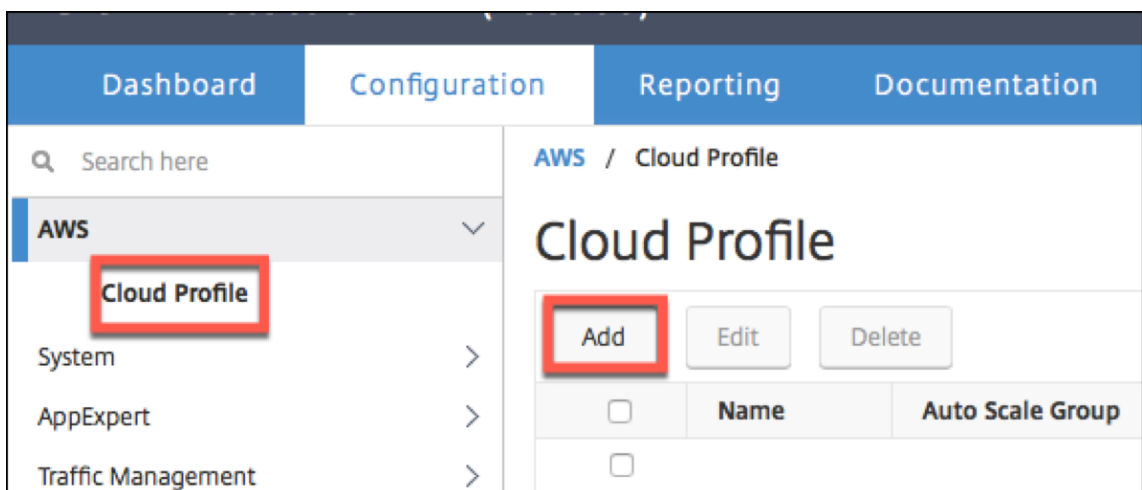 Dashboard Configuration Reporting Documentation
Search here
AWS / Cloud Profile
AWS
Cloud Profile
Cloud Profile
System
AppExpert
Traffic Management
Add Edit Delete
Name Auto Scale Group